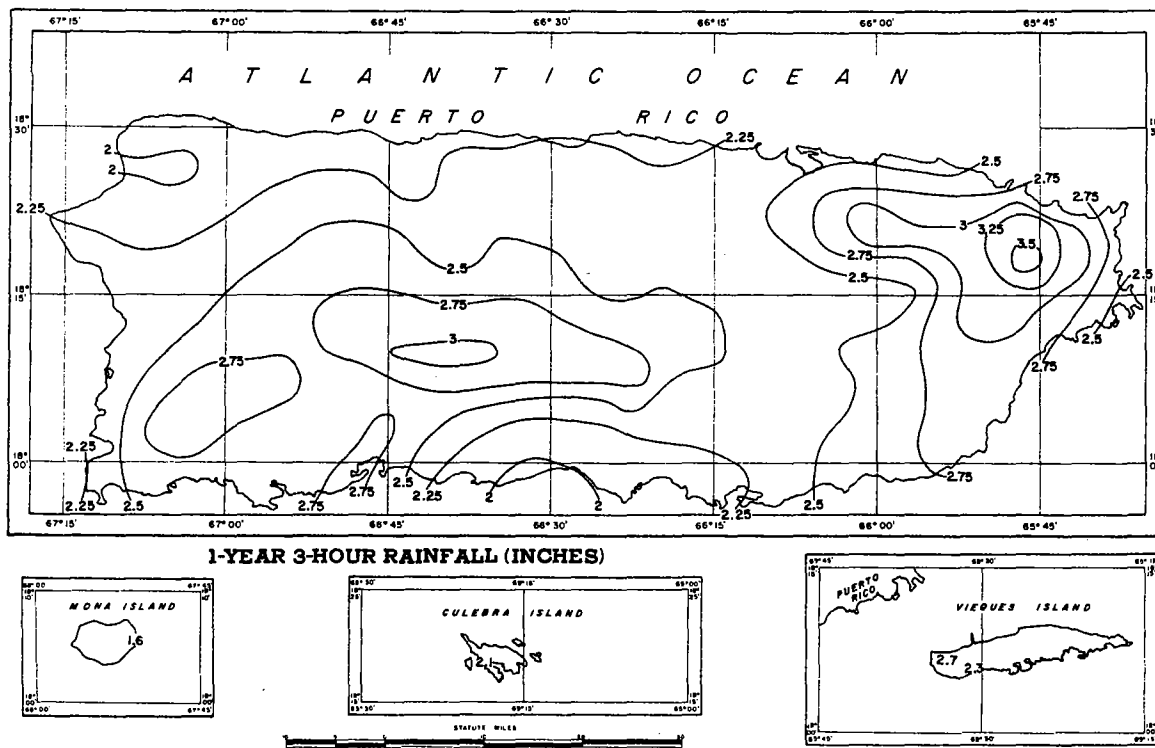 67° 15' 67° 00' 66° 45' 66° 30' 66° 15' 66° 00' 65° 45'
ATLANTIC OCEAN
PUERTO RICO
18° 30'
2.25
2 2.5
2 2.75 2.75
2.25
3 3.25
3.5
2.75
2.5 2.5 2.5
15'
2.75
3 2.5
2.75 2.75
2.25
18° 00'
2.5 2.75
2.25
2.25 2.5 2.75 2.75 2 2 2.25 2.5
67° 15' 67° 00' 66° 45' 66° 30' 66° 15' 66° 00' 65° 45'
1-YEAR 3-HOUR RAINFALL (INCHES)
MONA ISLAND
1.6
CULEBRA ISLAND
2.1
PUERTO RICO
VIEQUES ISLAND
2.7
2.3
STATUTE MILES